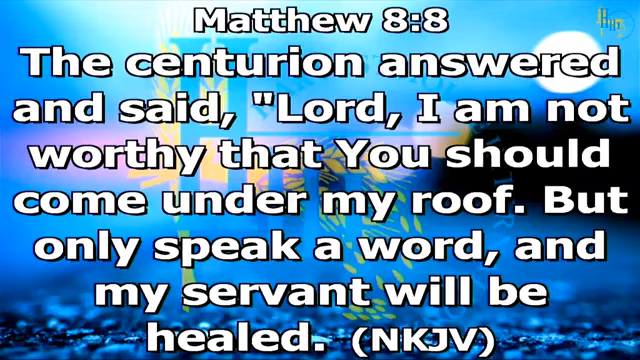 Matthew 8:8
The centurion answered
and said, "Lord, I am not
worthy that You should
come under my roof. But
only speak a word, and
my servant will be
healed. (NKJV)